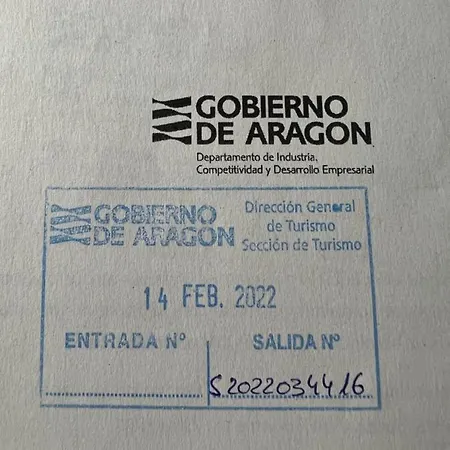 GOBIERNO
DE ARAGON
Departamento de Industria,
Competitividad y Desarrollo Empresarial
GOBIERNO
DE ARAGON
Dirección General
de Turismo
Sección de Turismo
14 FEB. 2022
ENTRADA Nº
SALIDA Nº
S2022034416